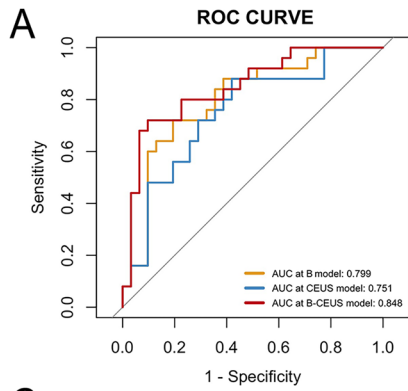 A
ROC CURVE
Sensitivity
1.0
0.8
0.6
0.4
0.2
0.0
AUC at B model: 0.799
AUC at CEUS model: 0.751
AUC at B-CEUS model: 0.848
0.0 0.2 0.4 0.6 0.8 1.0
1 - Specificity